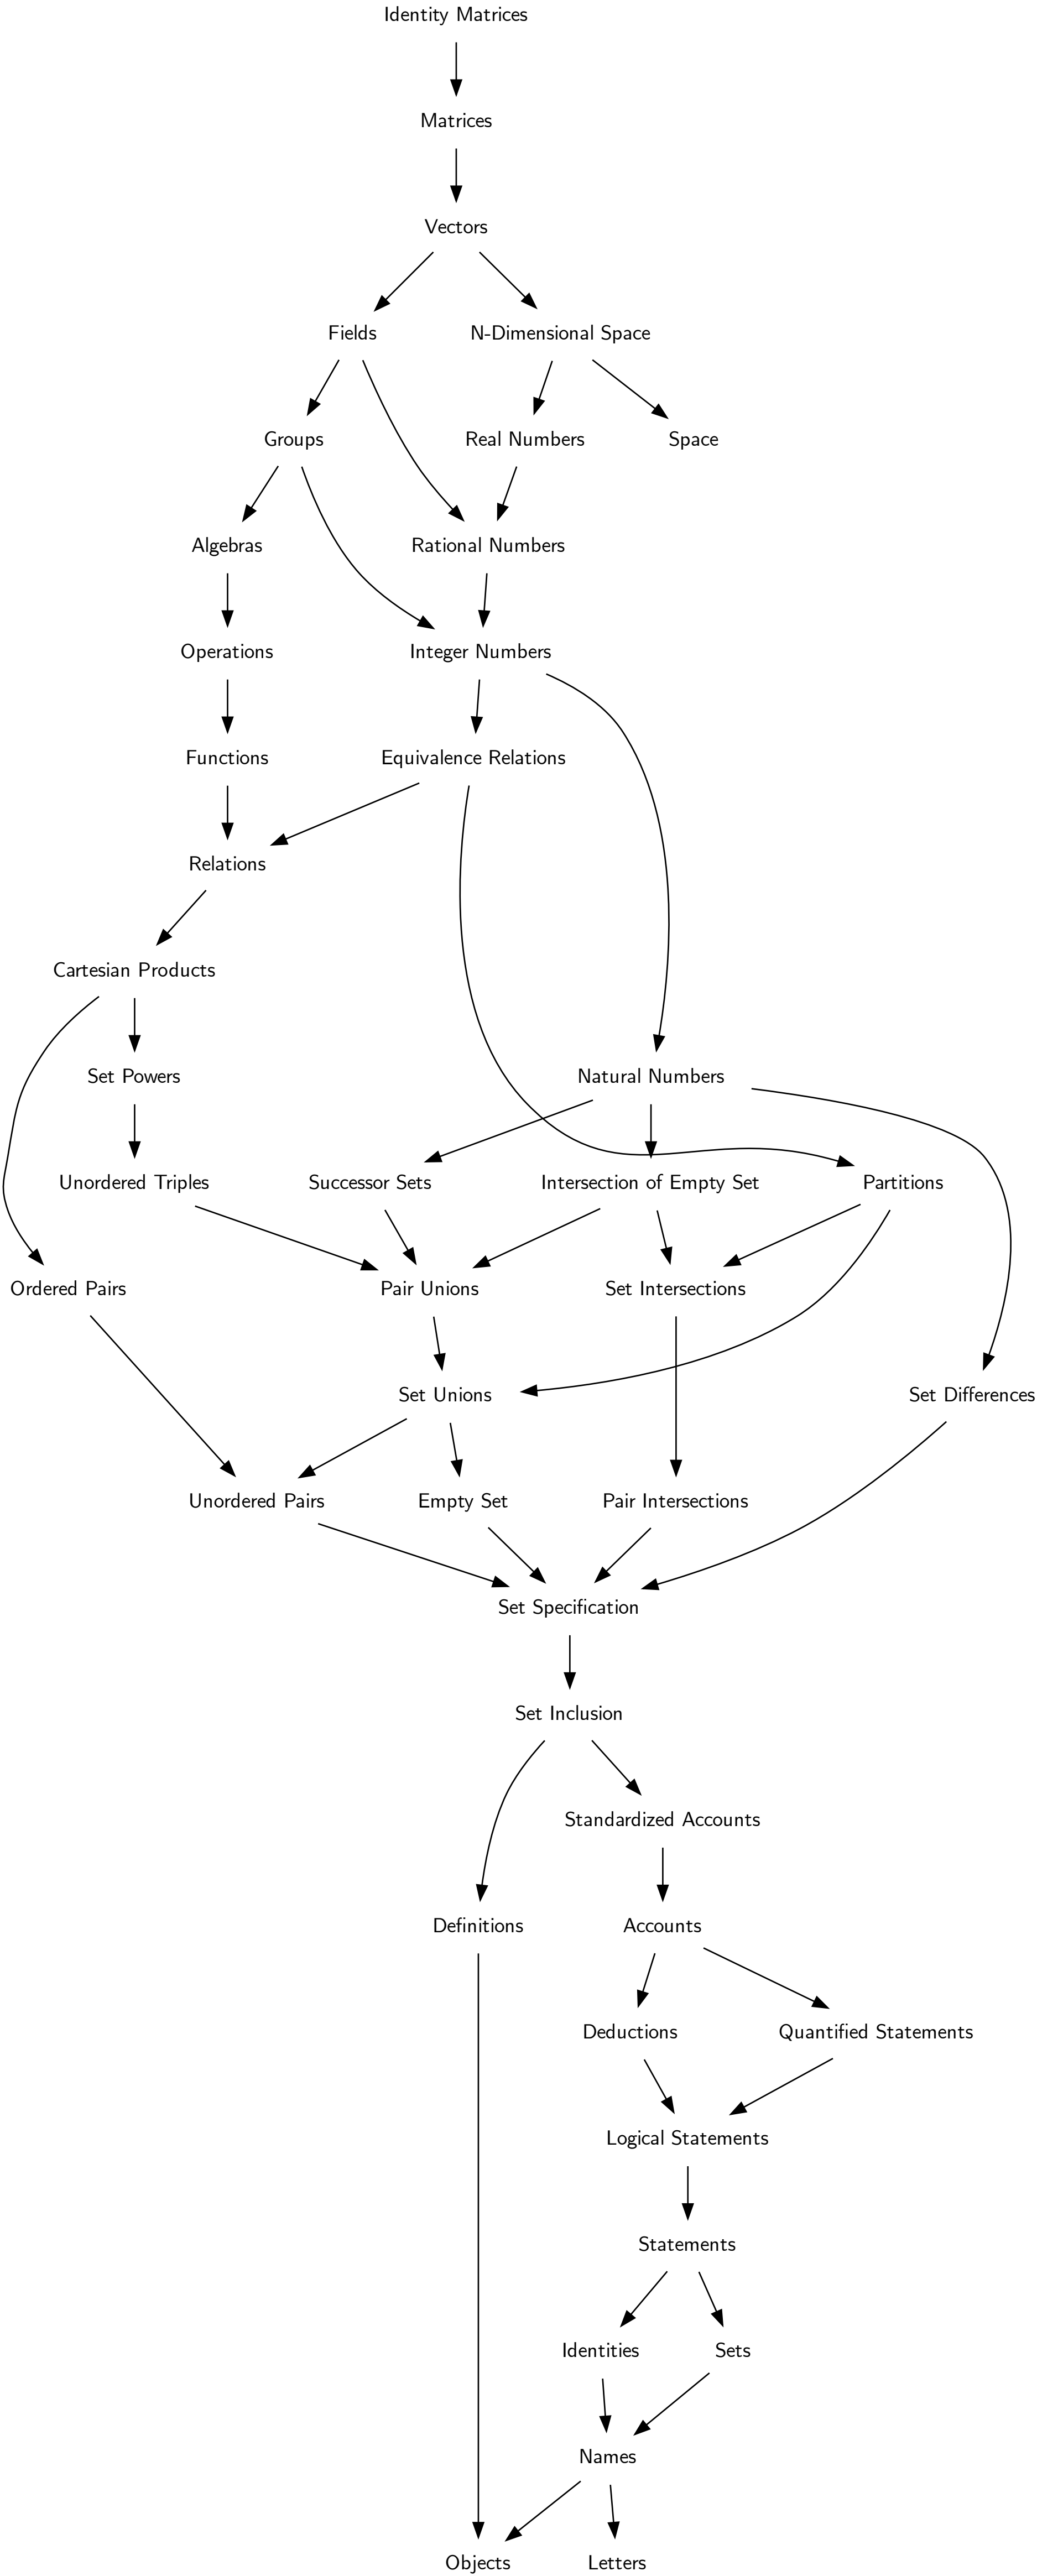 Identity Matrices
Matrices
Vectors
Fields
N-Dimensional Space
Groups
Real Numbers
Space
Algebras
Rational Numbers
Operations
Integer Numbers
Functions
Equivalence Relations
Relations
Cartesian Products
Set Powers
Natural Numbers
Unordered Triples
Successor Sets
Intersection of Empty Set
Partitions
Ordered Pairs
Pair Unions
Set Intersections
Set Unions
Set Differences
Unordered Pairs
Empty Set
Pair Intersections
Set Specification
Set Inclusion
Standardized Accounts
Definitions
Accounts
Deductions
Quantified Statements
Logical Statements
Statements
Identities
Sets
Names
Objects
Letters